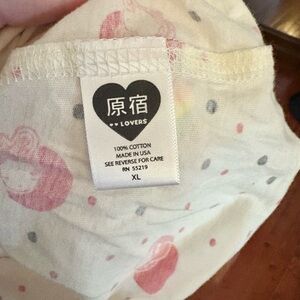 原宿
LOVERS
100% COTTON
MADE IN USA
SEE REVERSE FOR CARE
RN 55219
XL